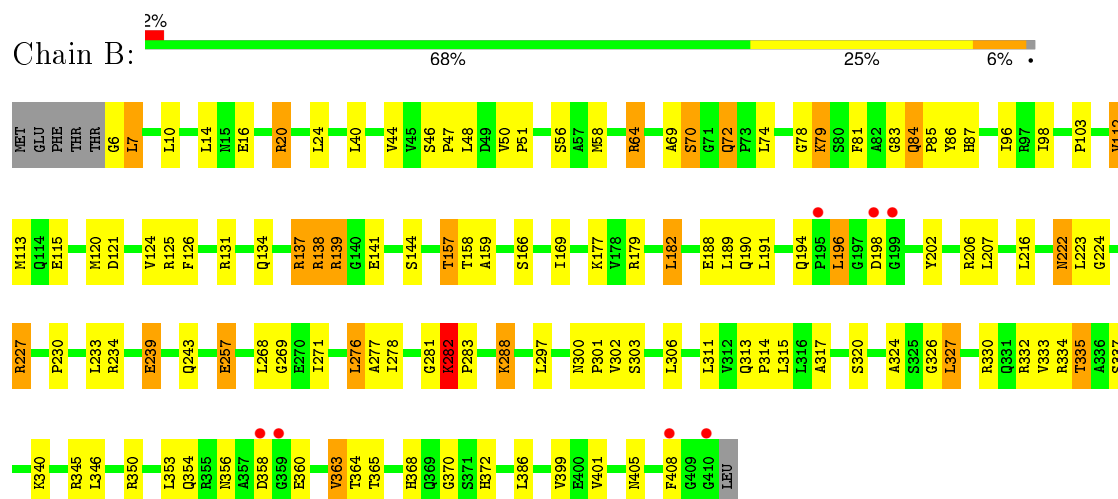 2%
Chain B:
68% 25% 6% •
MET GLU PHE THR THR G6 L7 L10 L14 N15 E16 R20 L24 L40 V44 V45 S46 P47 L48 D49 V50 P51 S56 A57 M58 R64 A69 S70 G71 Q72 P73 L74 G78 K79 S80 F81 A82 G83 Q84 P85 Y86 H87 I96 R97 I98 P103 V112
M113 Q114 E115 M120 D121 V124 R125 F126 R131 Q134 R137 R138 R139 G140 E141 S144 T157 T158 A159 S166 I169 K177 V178 R179 L182 E188 L189 Q190 L191 Q194 P195 L196 G197 D198 G199 Y202 R206 L207 L216 N222 L223 G224
R227 P230 L233 R234 E239 Q243 E257 L268 G269 E270 I271 L276 A277 I278 G281 K282 P283 K288 L297 N300 P301 V302 S303 L306 L311 V312 Q313 P314 L315 L316 A317 S320 A324 S325 G326 L327 R330 Q331 R332 V333 R334 T335 A336 S337
K340 R345 L346 R350 L353 Q354 R355 N356 A357 D358 G359 E360 V363 T364 T365 H368 Q369 G370 S371 H372 L386 V399 E400 V401 N405 F408 G409 G410 LEU